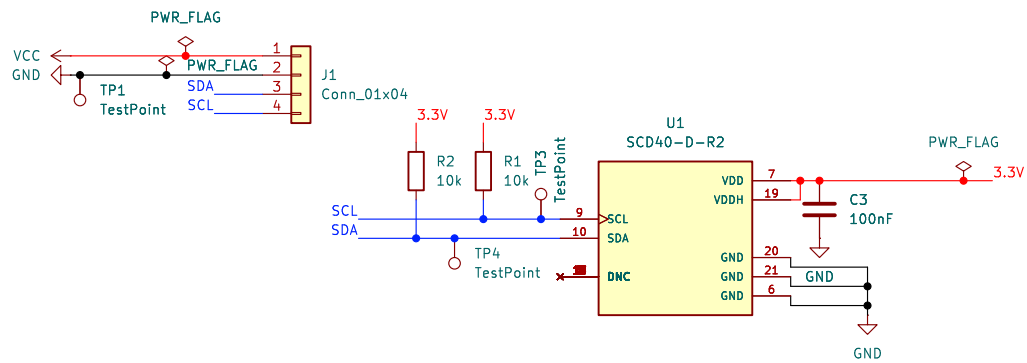 PWR_FLAG
VCC
1
PWR_FLAG
GND
2
J1
TP1
SDA
3
Conn_01x04
TestPoint
SCL
4
3.3V
3.3V
U1
SCD40-D-R2
TP3
TestPoint
PWR_FLAG
R2
10k
R1
10k
VDD
7
3.3V
VDDH
19
C3
100nF
SCL
9
SCL
SDA
10
SDA
TP4
TestPoint
GND
20
DNC
GND
21
GND
GND
6
GND